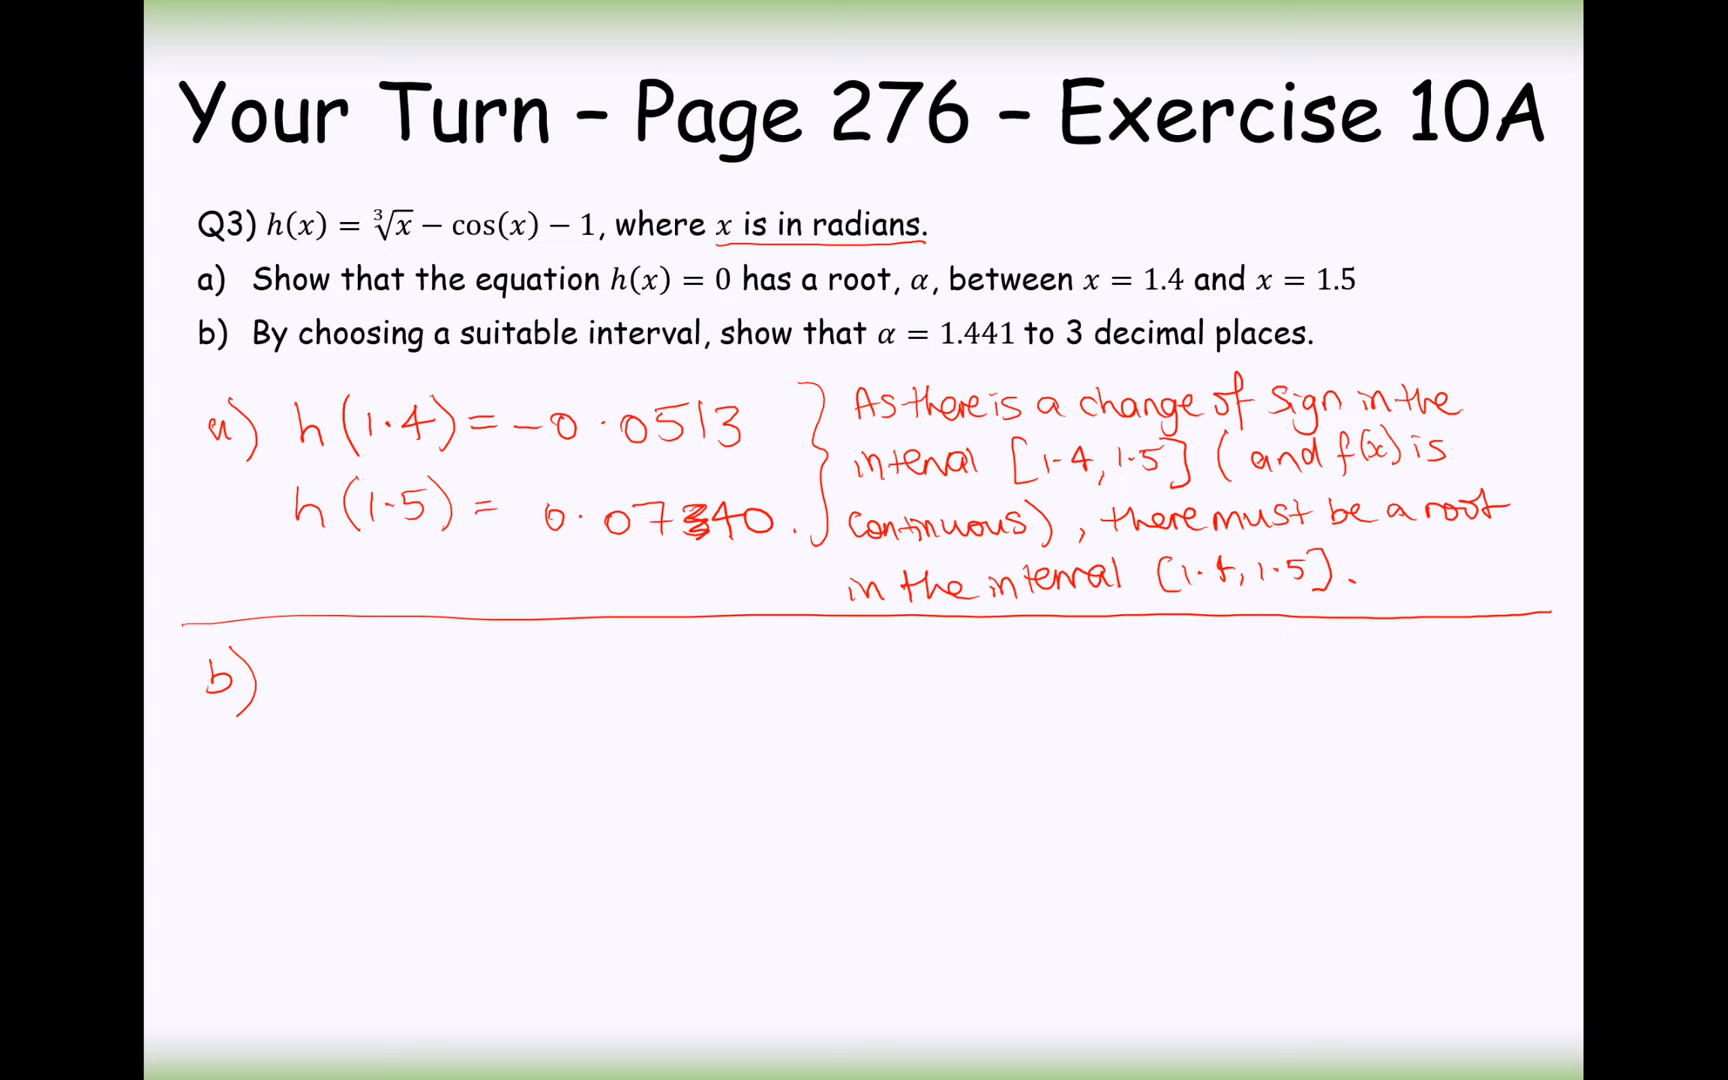 Your Turn – Page 276 – Exercise 10A
Q3) h(x) = ∛x − cos(x) − 1, where x is in radians.
a) Show that the equation h(x) = 0 has a root, α, between x = 1.4 and x = 1.5
b) By choosing a suitable interval, show that α = 1.441 to 3 decimal places.
a) h(1.4) = -0.0513
h(1.5) = 0.0740.
As there is a change of sign in the
interval [1.4, 1.5] (and f(x) is
continuous), there must be a root
in the interval [1.4, 1.5].
b)